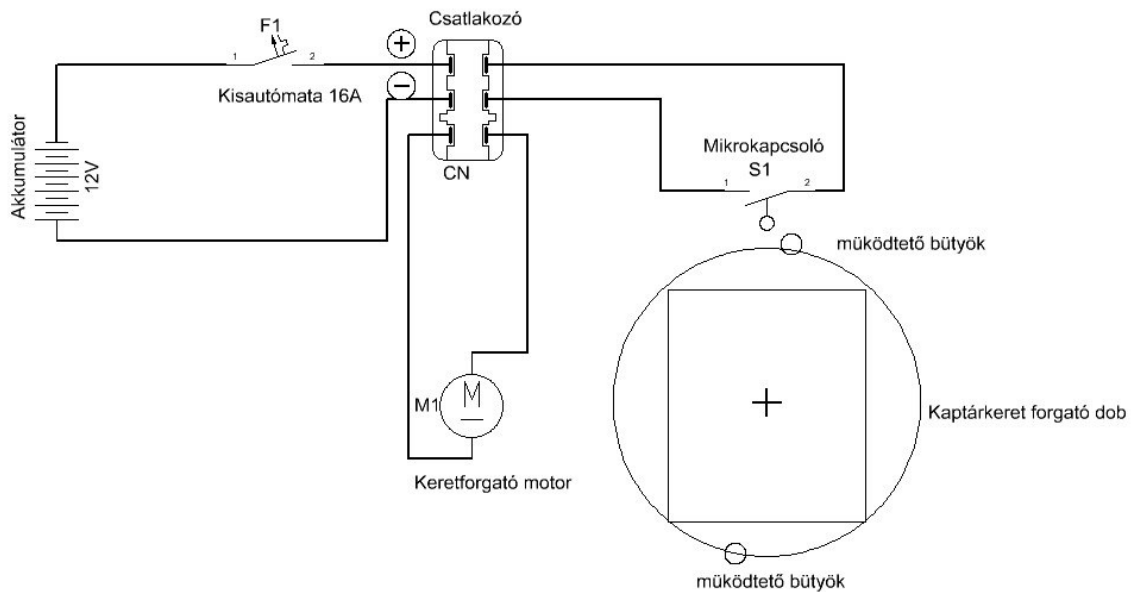 Csatlakozó
F1
+
1 2
−
Kisautómata 16A
Akkumulátor
12V
CN
Mikrokapcsoló
S1
1 2
müködtető bütyök
M1
M
Kaptárkeret forgató dob
Keretforgató motor
müködtető bütyök